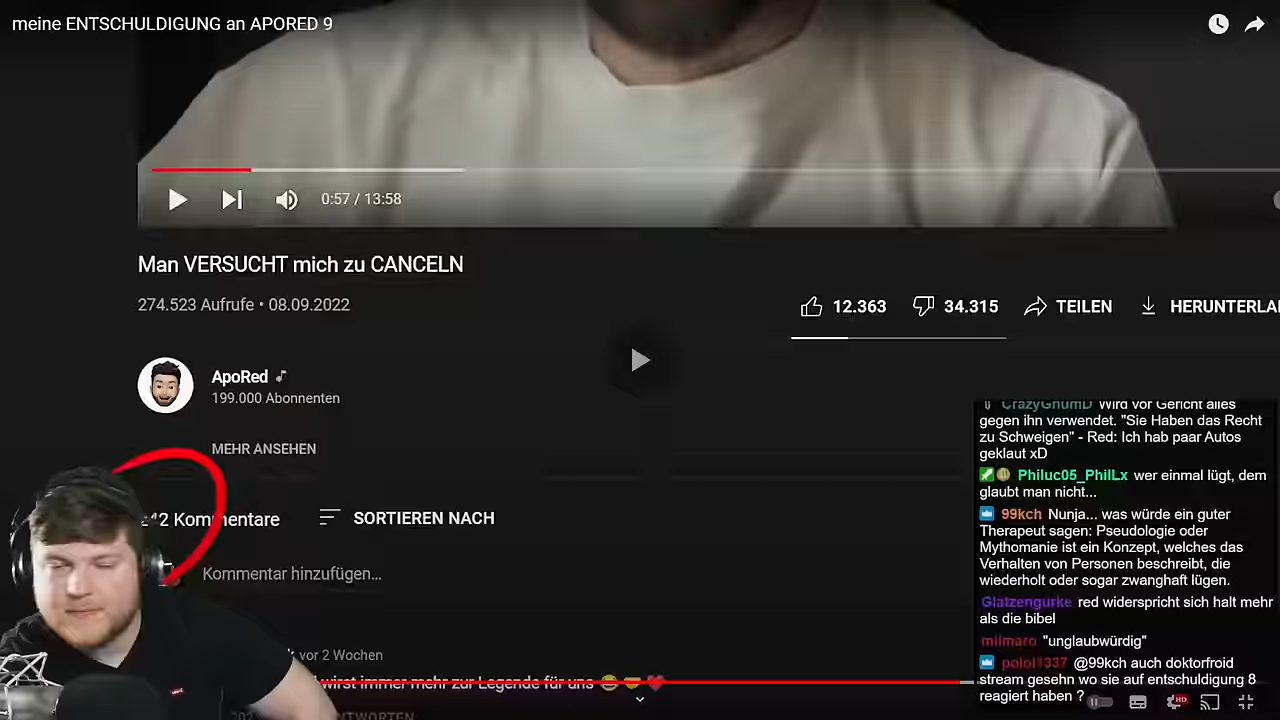 meine ENTSCHULDIGUNG an APORED 9
0:57 / 13:58
Man VERSUCHT mich zu CANCELN
274.523 Aufrufe • 08.09.2022
12.363
34.315
TEILEN
HERUNTERLA
ApoRed
199.000 Abonnenten
MEHR ANSEHEN
Kommentare
SORTIEREN NACH
Kommentar hinzufügen...
vor 2 Wochen
wirst immer mehr zur Legende für uns
CrazyGnumD Wird vor Gericht alles
gegen ihn verwendet. "Sie Haben das Recht
zu Schweigen" - Red: Ich hab paar Autos
geklaut xD
Philuc05_PhilLx wer einmal lügt, dem
glaubt man nicht...
99kch Nunja... was würde ein guter
Therapeut sagen: Pseudologie oder
Mythomanie ist ein Konzept, welches das
Verhalten von Personen beschreibt, die
wiederholt oder sogar zwanghaft lügen.
Glatzengurke red widerspricht sich halt mehr
als die bibel
milmaro "unglaubwürdig"
polol1337 @99kch auch doktorfroid
stream gesehn wo sie auf entschuldigung 8
reagiert haben ?
HD